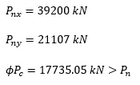 Pnx = 39200 kN
Pny = 21107 kN
ϕPc = 17735.05 kN > Pn